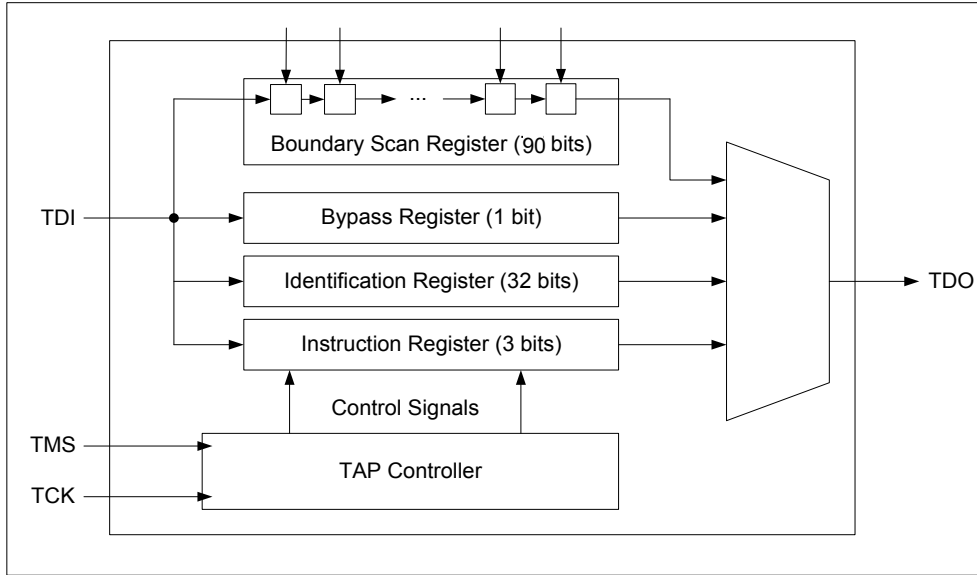 ...
Boundary Scan Register (90 bits)
TDI
Bypass Register (1 bit)
Identification Register (32 bits)
TDO
Instruction Register (3 bits)
Control Signals
TMS
TAP Controller
TCK